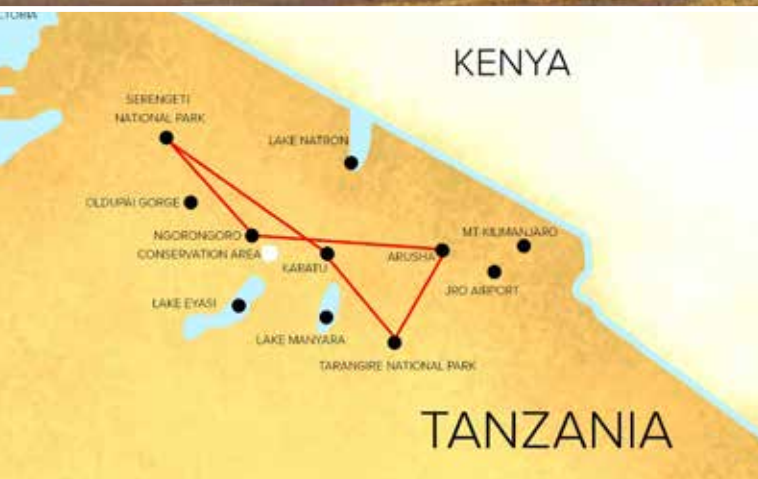 KENYA
SERENGETI
NATIONAL PARK
LAKE NATRON
OLDUPAI GORGE
NGORONGORO
CONSERVATION AREA
KARATU
ARUSHA
MT KILIMANJARO
JRO AIRPORT
LAKE EYASI
LAKE MANYARA
TARANGIRE NATIONAL PARK
TANZANIA